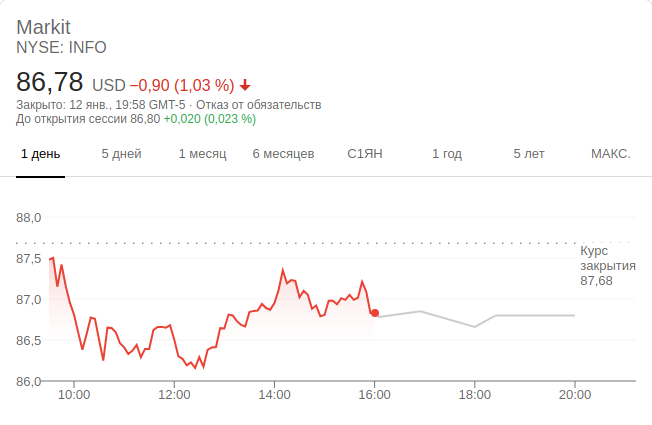 Markit
NYSE: INFO
86,78 USD −0,90 (1,03 %)
Закрыто: 12 янв., 19:58 GMT-5 · Отказ от обязательств
До открытия сессии 86,80 +0,020 (0,023 %)
1 день 5 дней 1 месяц 6 месяцев С1ЯН 1 год 5 лет МАКС.
88,0
87,5
87,0
86,5
86,0
Курс
закрытия
87,68
10:00 12:00 14:00 16:00 18:00 20:00